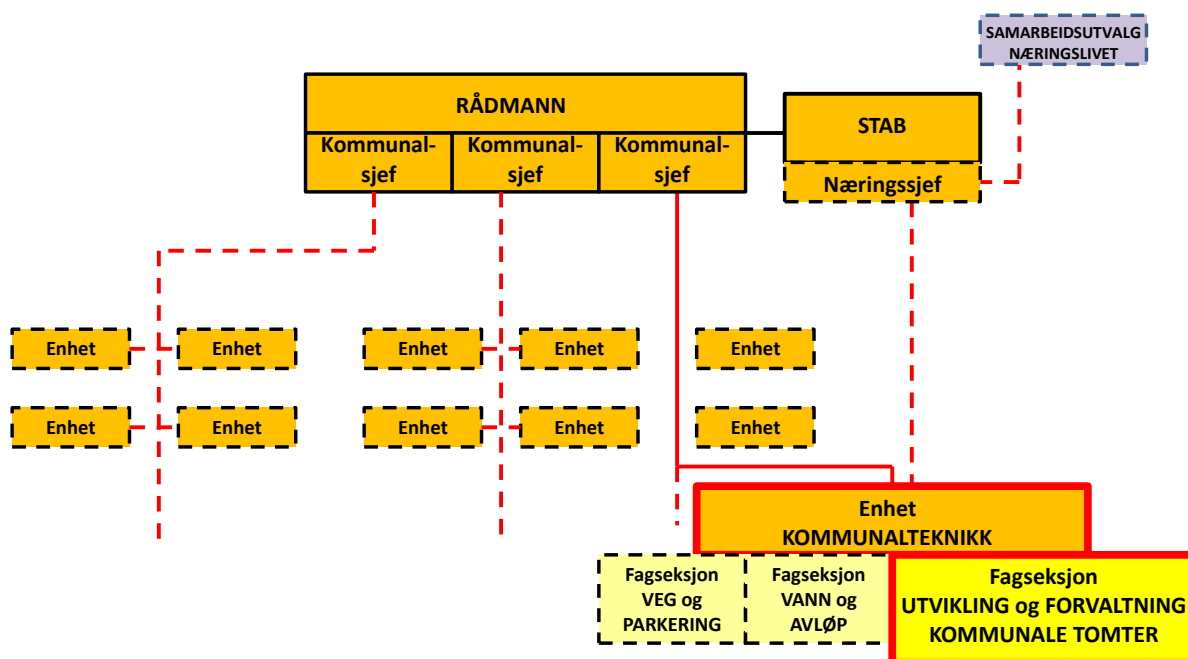 SAMARBEIDSUTVALG
NÆRINGSLIVET
RÅDMANN
STAB
Kommunal-
sjef
Kommunal-
sjef
Kommunal-
sjef
Næringssjef
Enhet
Enhet
Enhet
Enhet
Enhet
Enhet
Enhet
Enhet
Enhet
Enhet
Enhet
KOMMUNALTEKNIKK
Fagseksjon
VEG og
PARKERING
Fagseksjon
VANN og
AVLØP
Fagseksjon
UTVIKLING og FORVALTNING
KOMMUNALE TOMTER